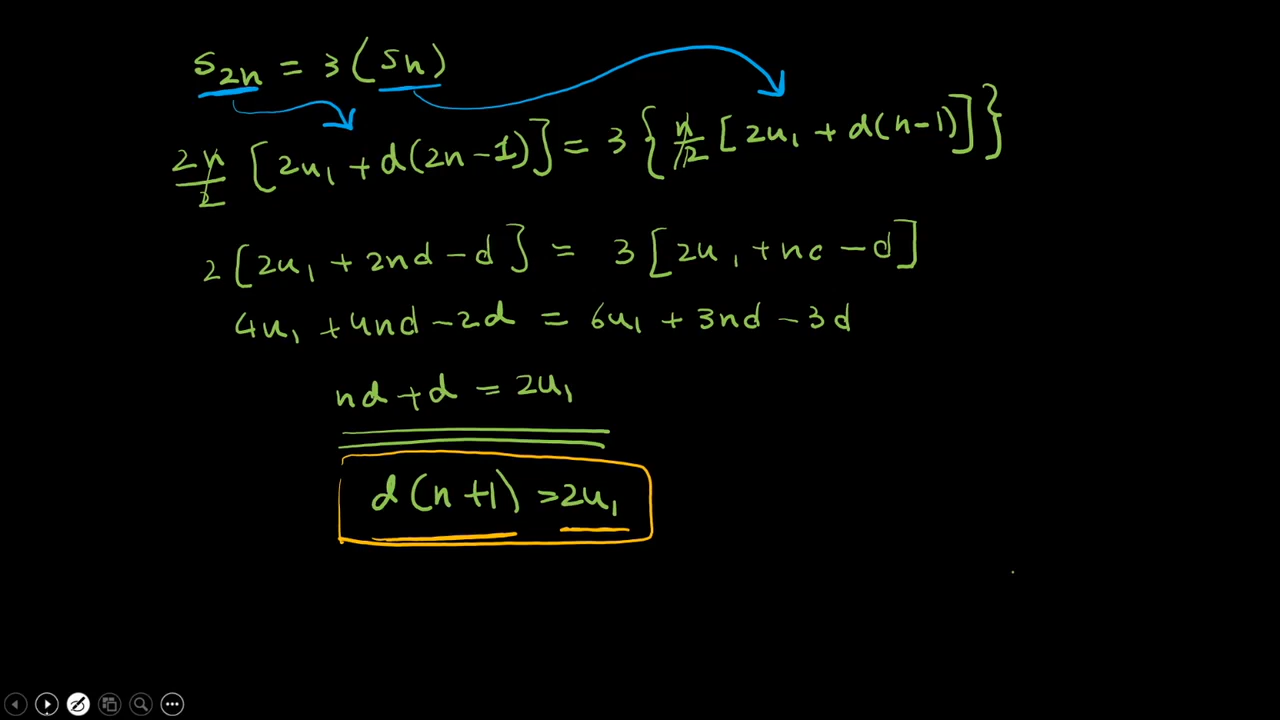 S₂ₙ = 3(Sₙ)
2n/2 [2u₁ + d(2n-1)] = 3{n/2 [2u₁ + d(n-1)]}
2[2u₁ + 2nd - d] = 3[2u₁ + nc - d]
4u₁ + 4nd - 2d = 6u₁ + 3nd - 3d
nd + d = 2u₁
d(n+1) = 2u₁